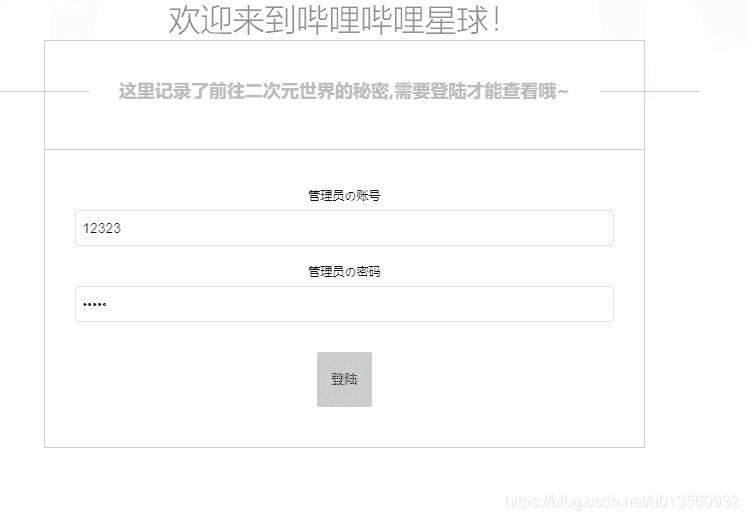 欢迎来到哔哩哔哩星球！
这里记录了前往二次元世界的秘密,需要登陆才能查看哦~
管理员の账号
12323
管理员の密码
•••••
登陆
https://blog.csdn.net/u013560932